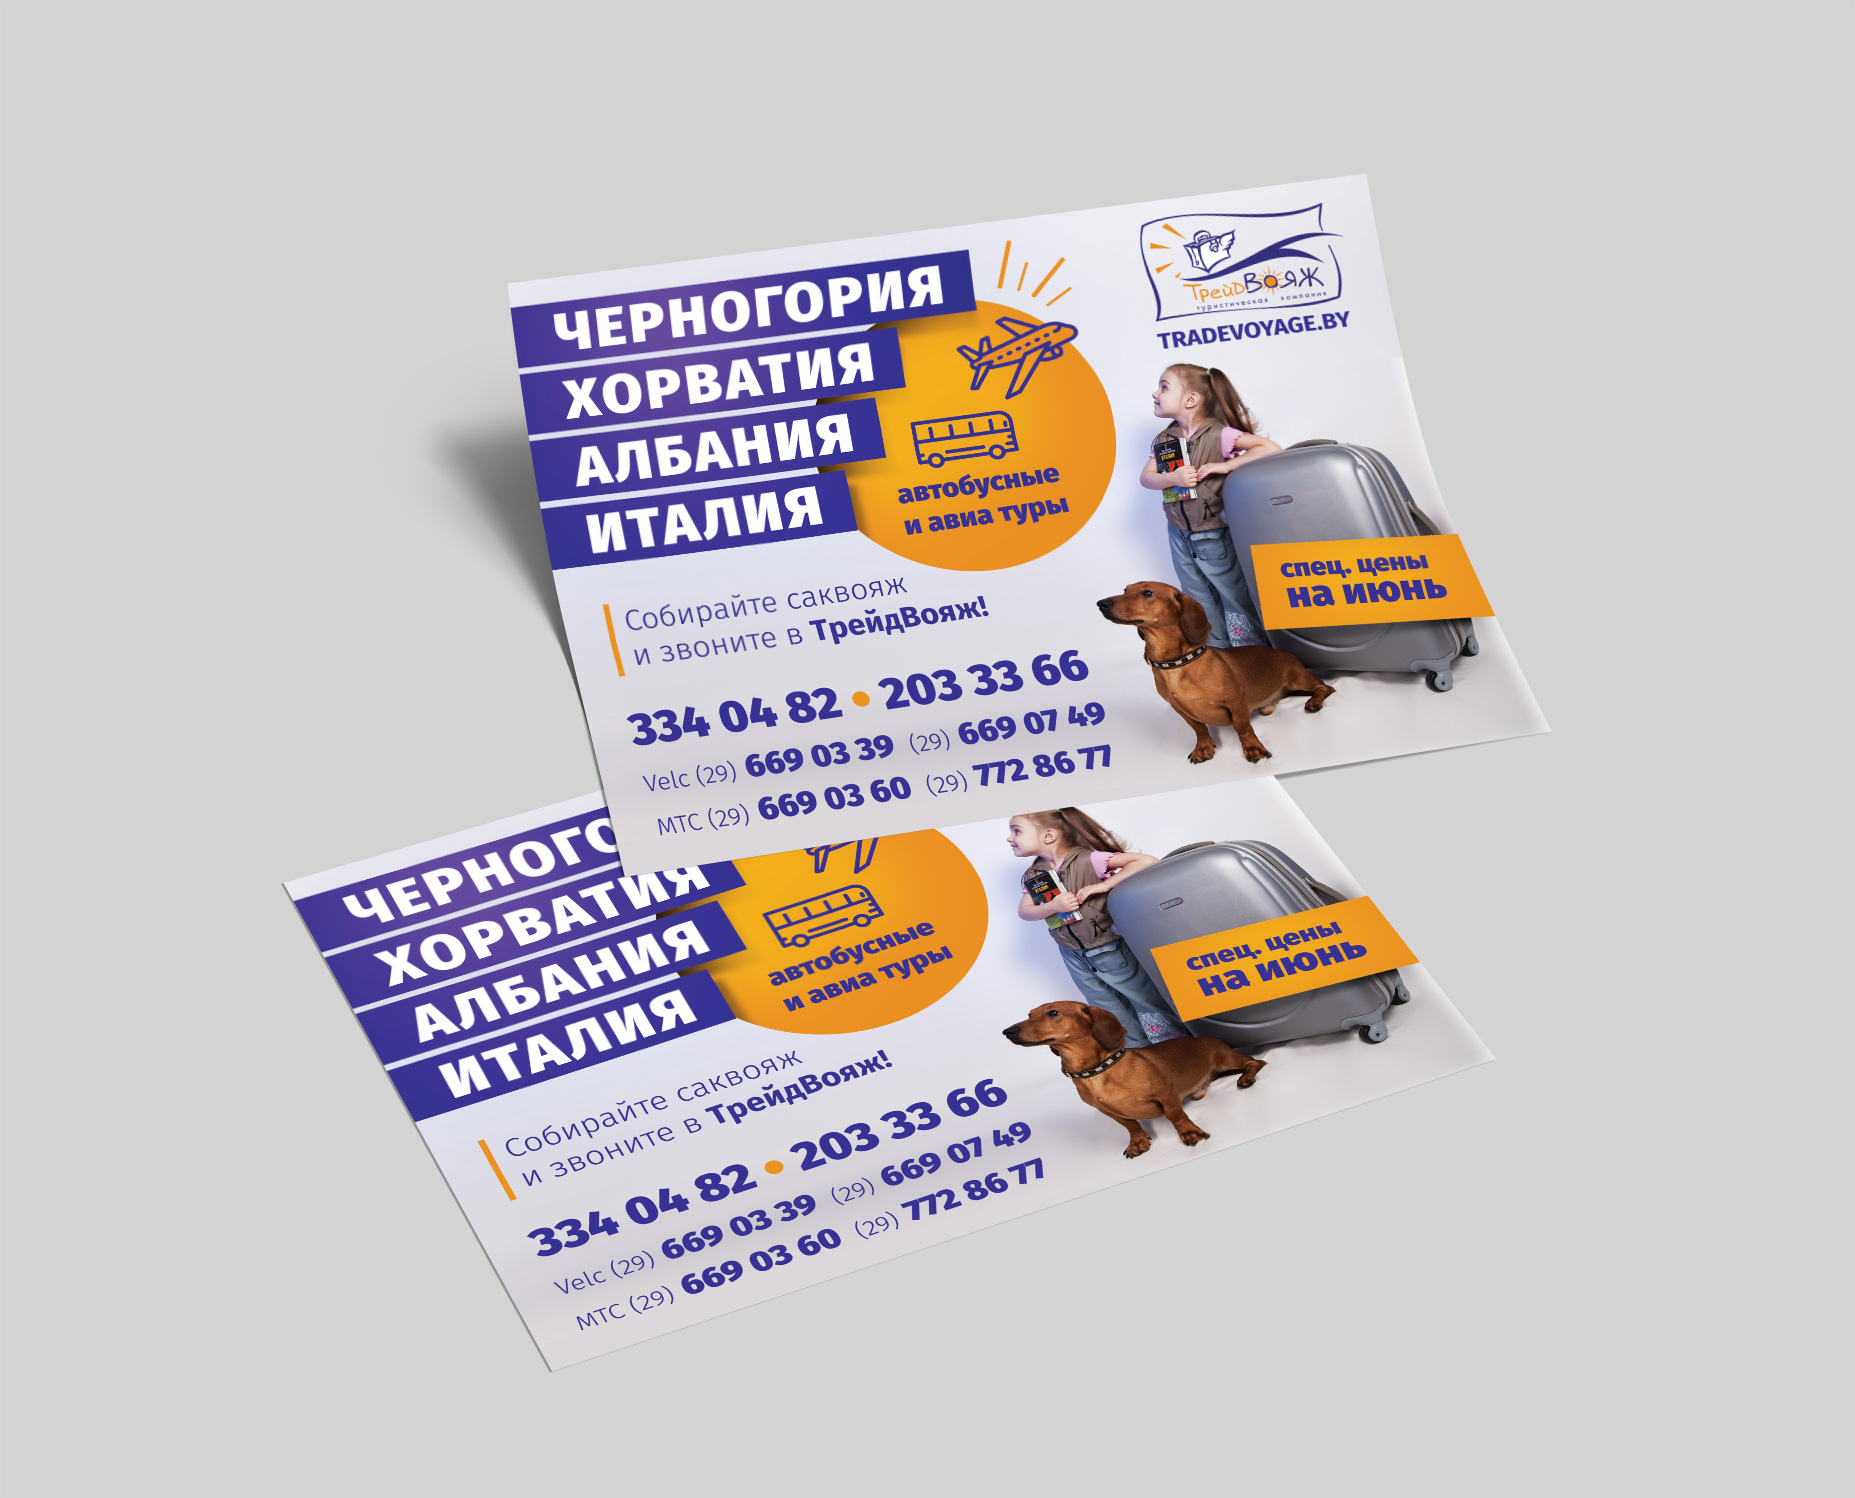 ЧЕРНОГОРИЯ
ХОРВАТИЯ
АЛБАНИЯ
ИТАЛИЯ
автобусные
и авиа туры
ТрейдВояж
туристическая компания
TRADEVOYAGE.BY
спец. цены
на июнь
Собирайте саквояж
и звоните в ТрейдВояж!
334 04 82 • 203 33 66
Velc (29) 669 03 39 (29) 669 07 49
МТС (29) 669 03 60 (29) 772 86 77
ЧЕРНОГО
ХОРВАТИЯ
АЛБАНИЯ
ИТАЛИЯ
автобусные
и авиа туры
спец. цены
на июнь
Собирайте саквояж
и звоните в ТрейдВояж!
334 04 82 • 203 33 66
Velc (29) 669 03 39 (29) 669 07 49
МТС (29) 669 03 60 (29) 772 86 77